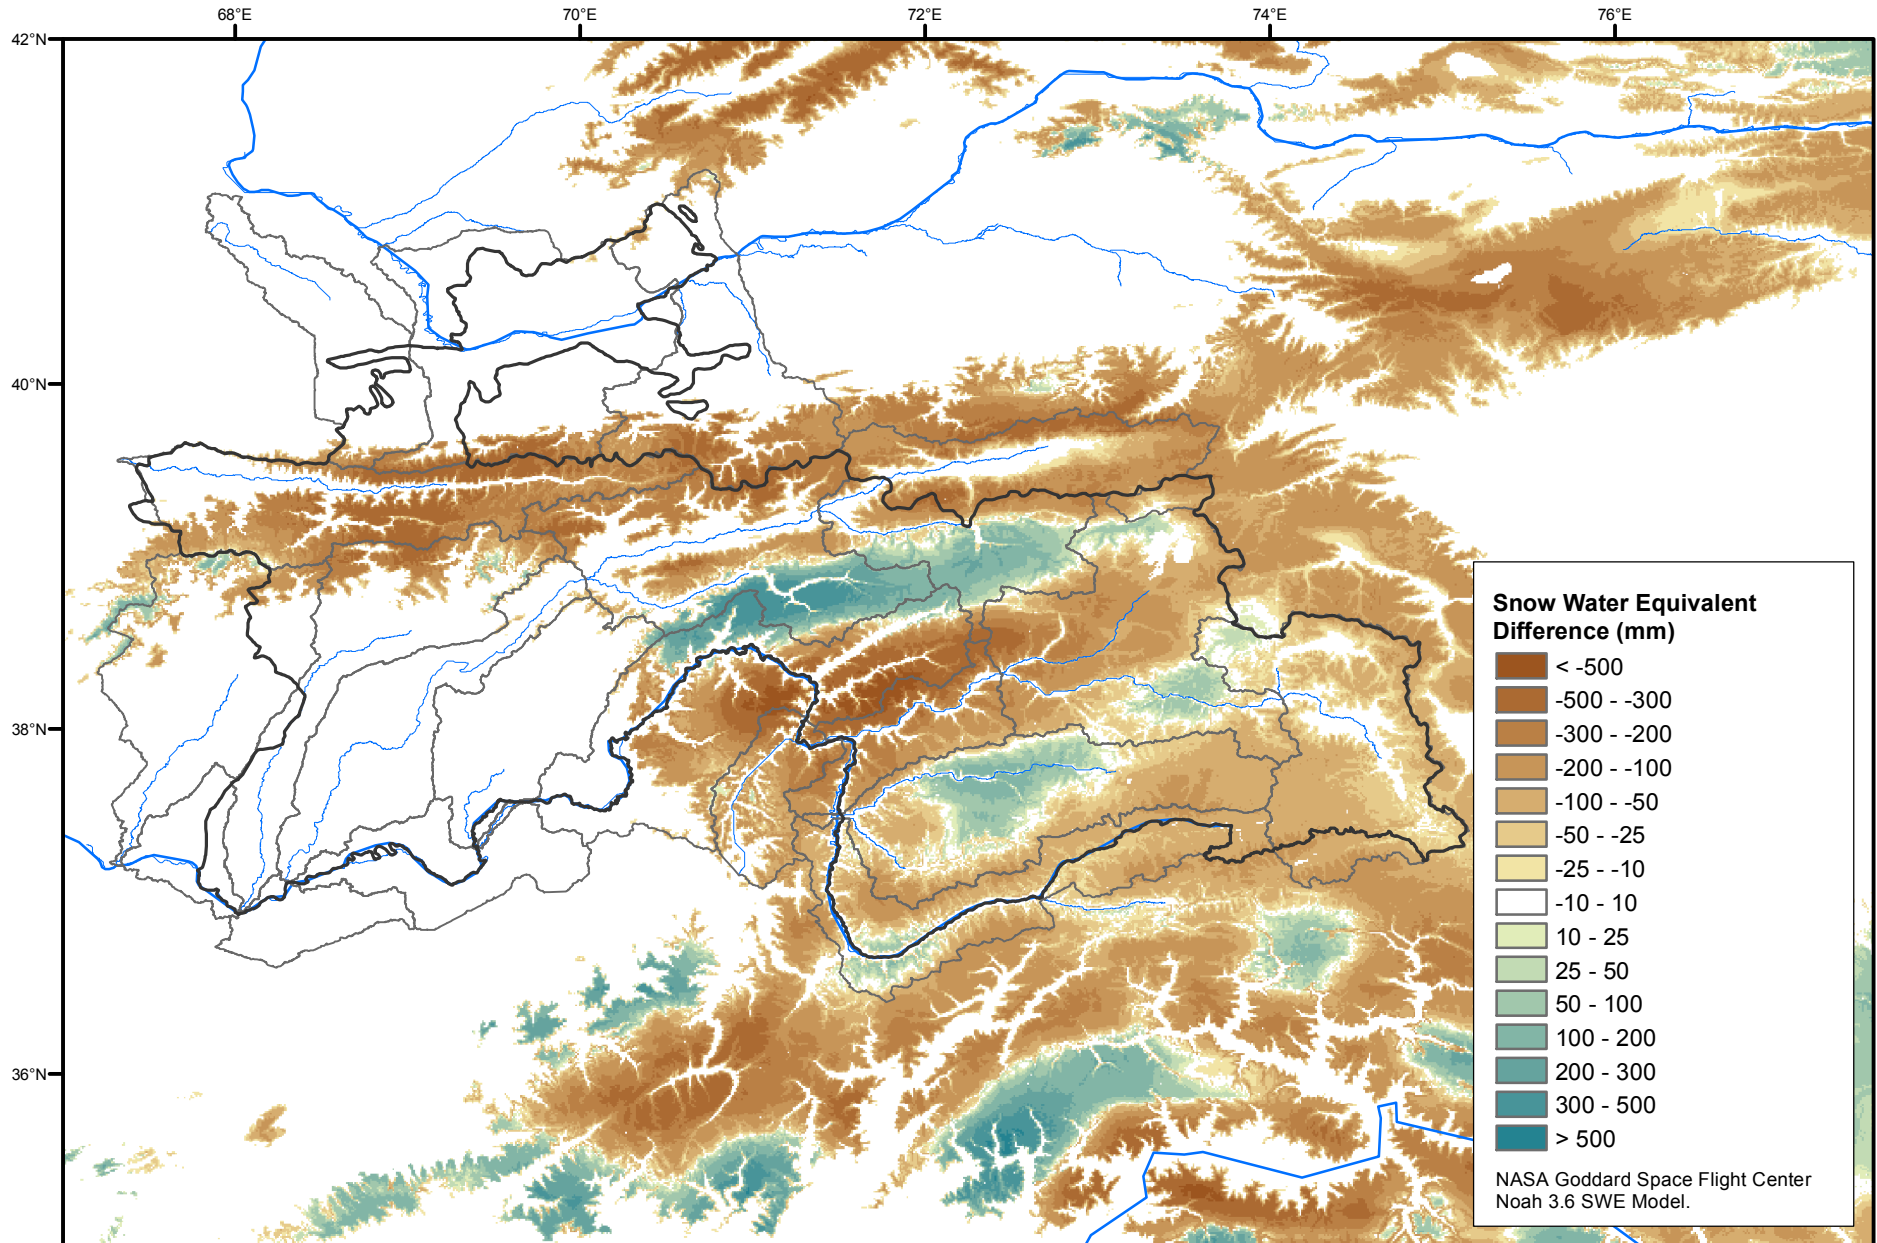 68°E 70°E 72°E 74°E 76°E
42°N
40°N
38°N
36°N
Snow Water Equivalent
Difference (mm)
< -500
-500 - -300
-300 - -200
-200 - -100
-100 - -50
-50 - -25
-25 - -10
-10 - 10
10 - 25
25 - 50
50 - 100
100 - 200
200 - 300
300 - 500
> 500
NASA Goddard Space Flight Center
Noah 3.6 SWE Model.